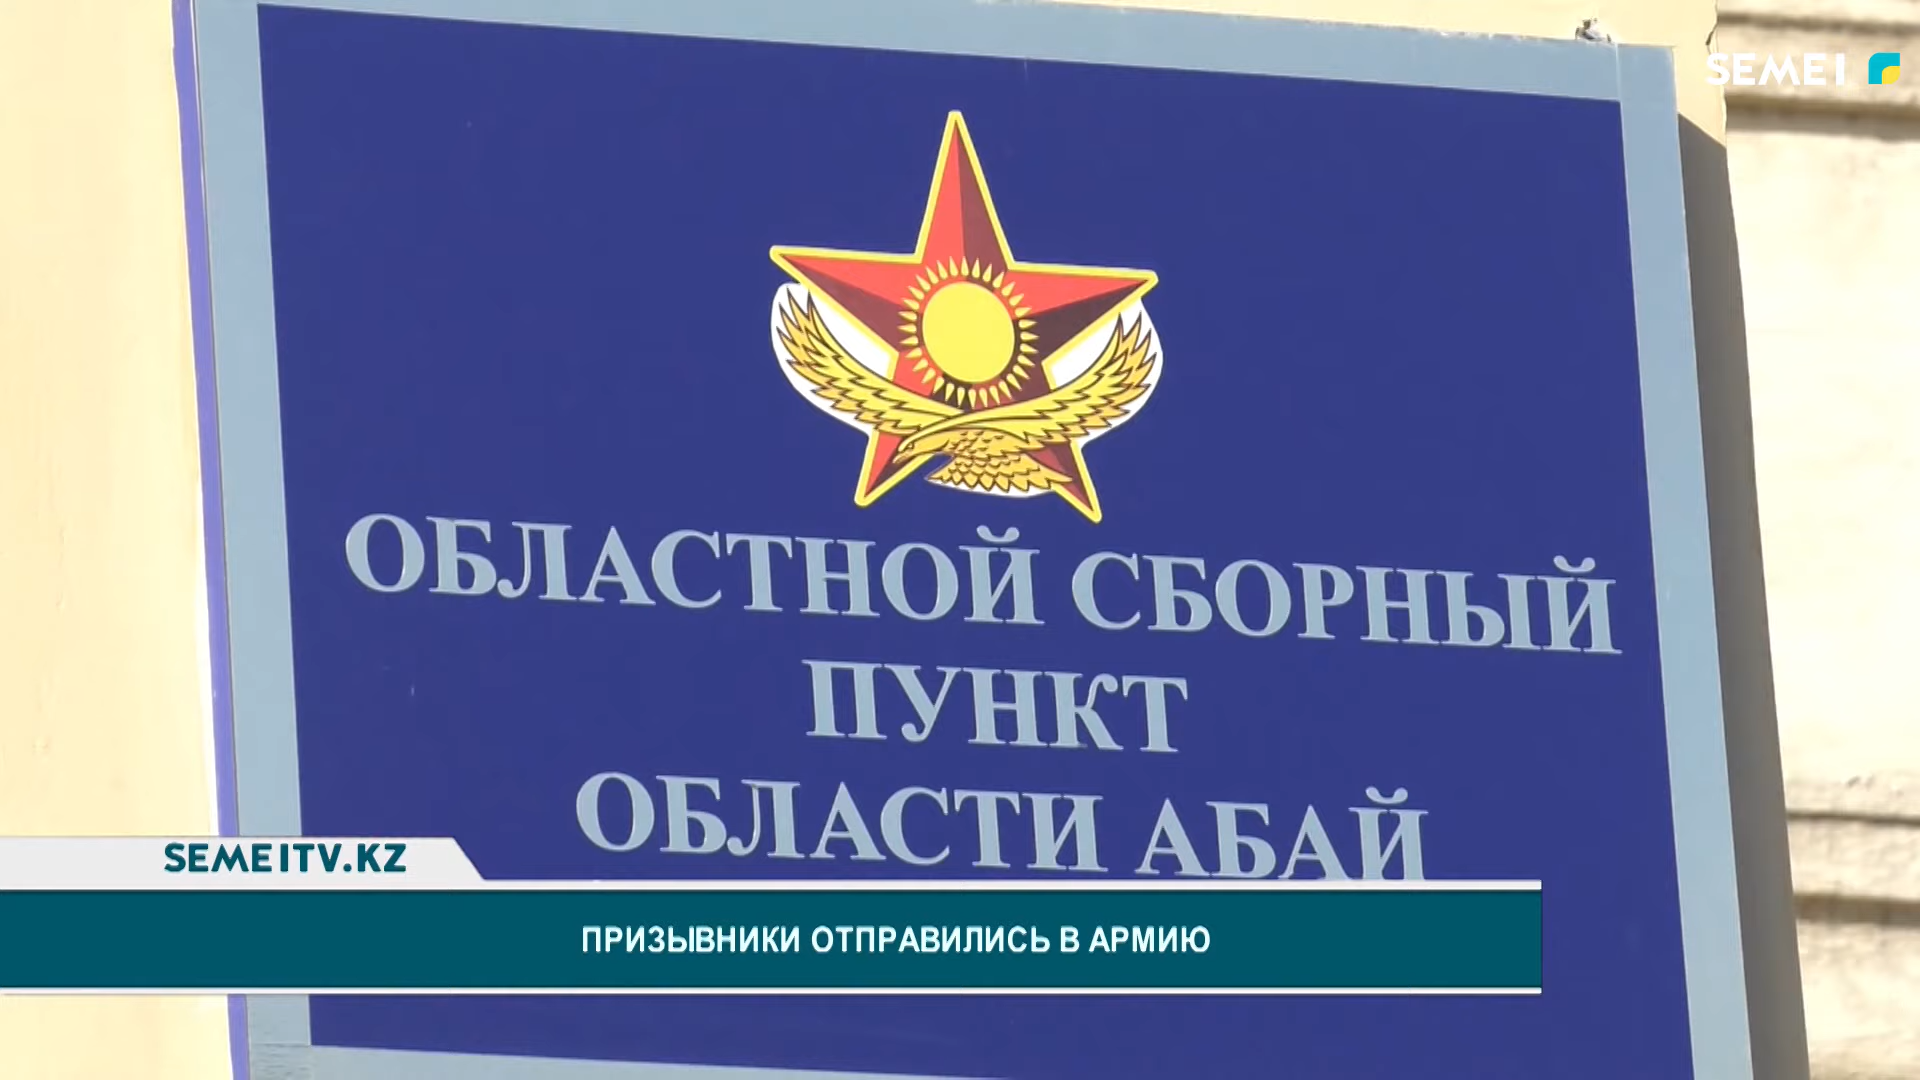 SEMEI
ОБЛАСТНОЙ СБОРНЫЙ
ПУНКТ
ОБЛАСТИ АБАЙ
SEMEITV.KZ
ПРИЗЫВНИКИ ОТПРАВИЛИСЬ В АРМИЮ